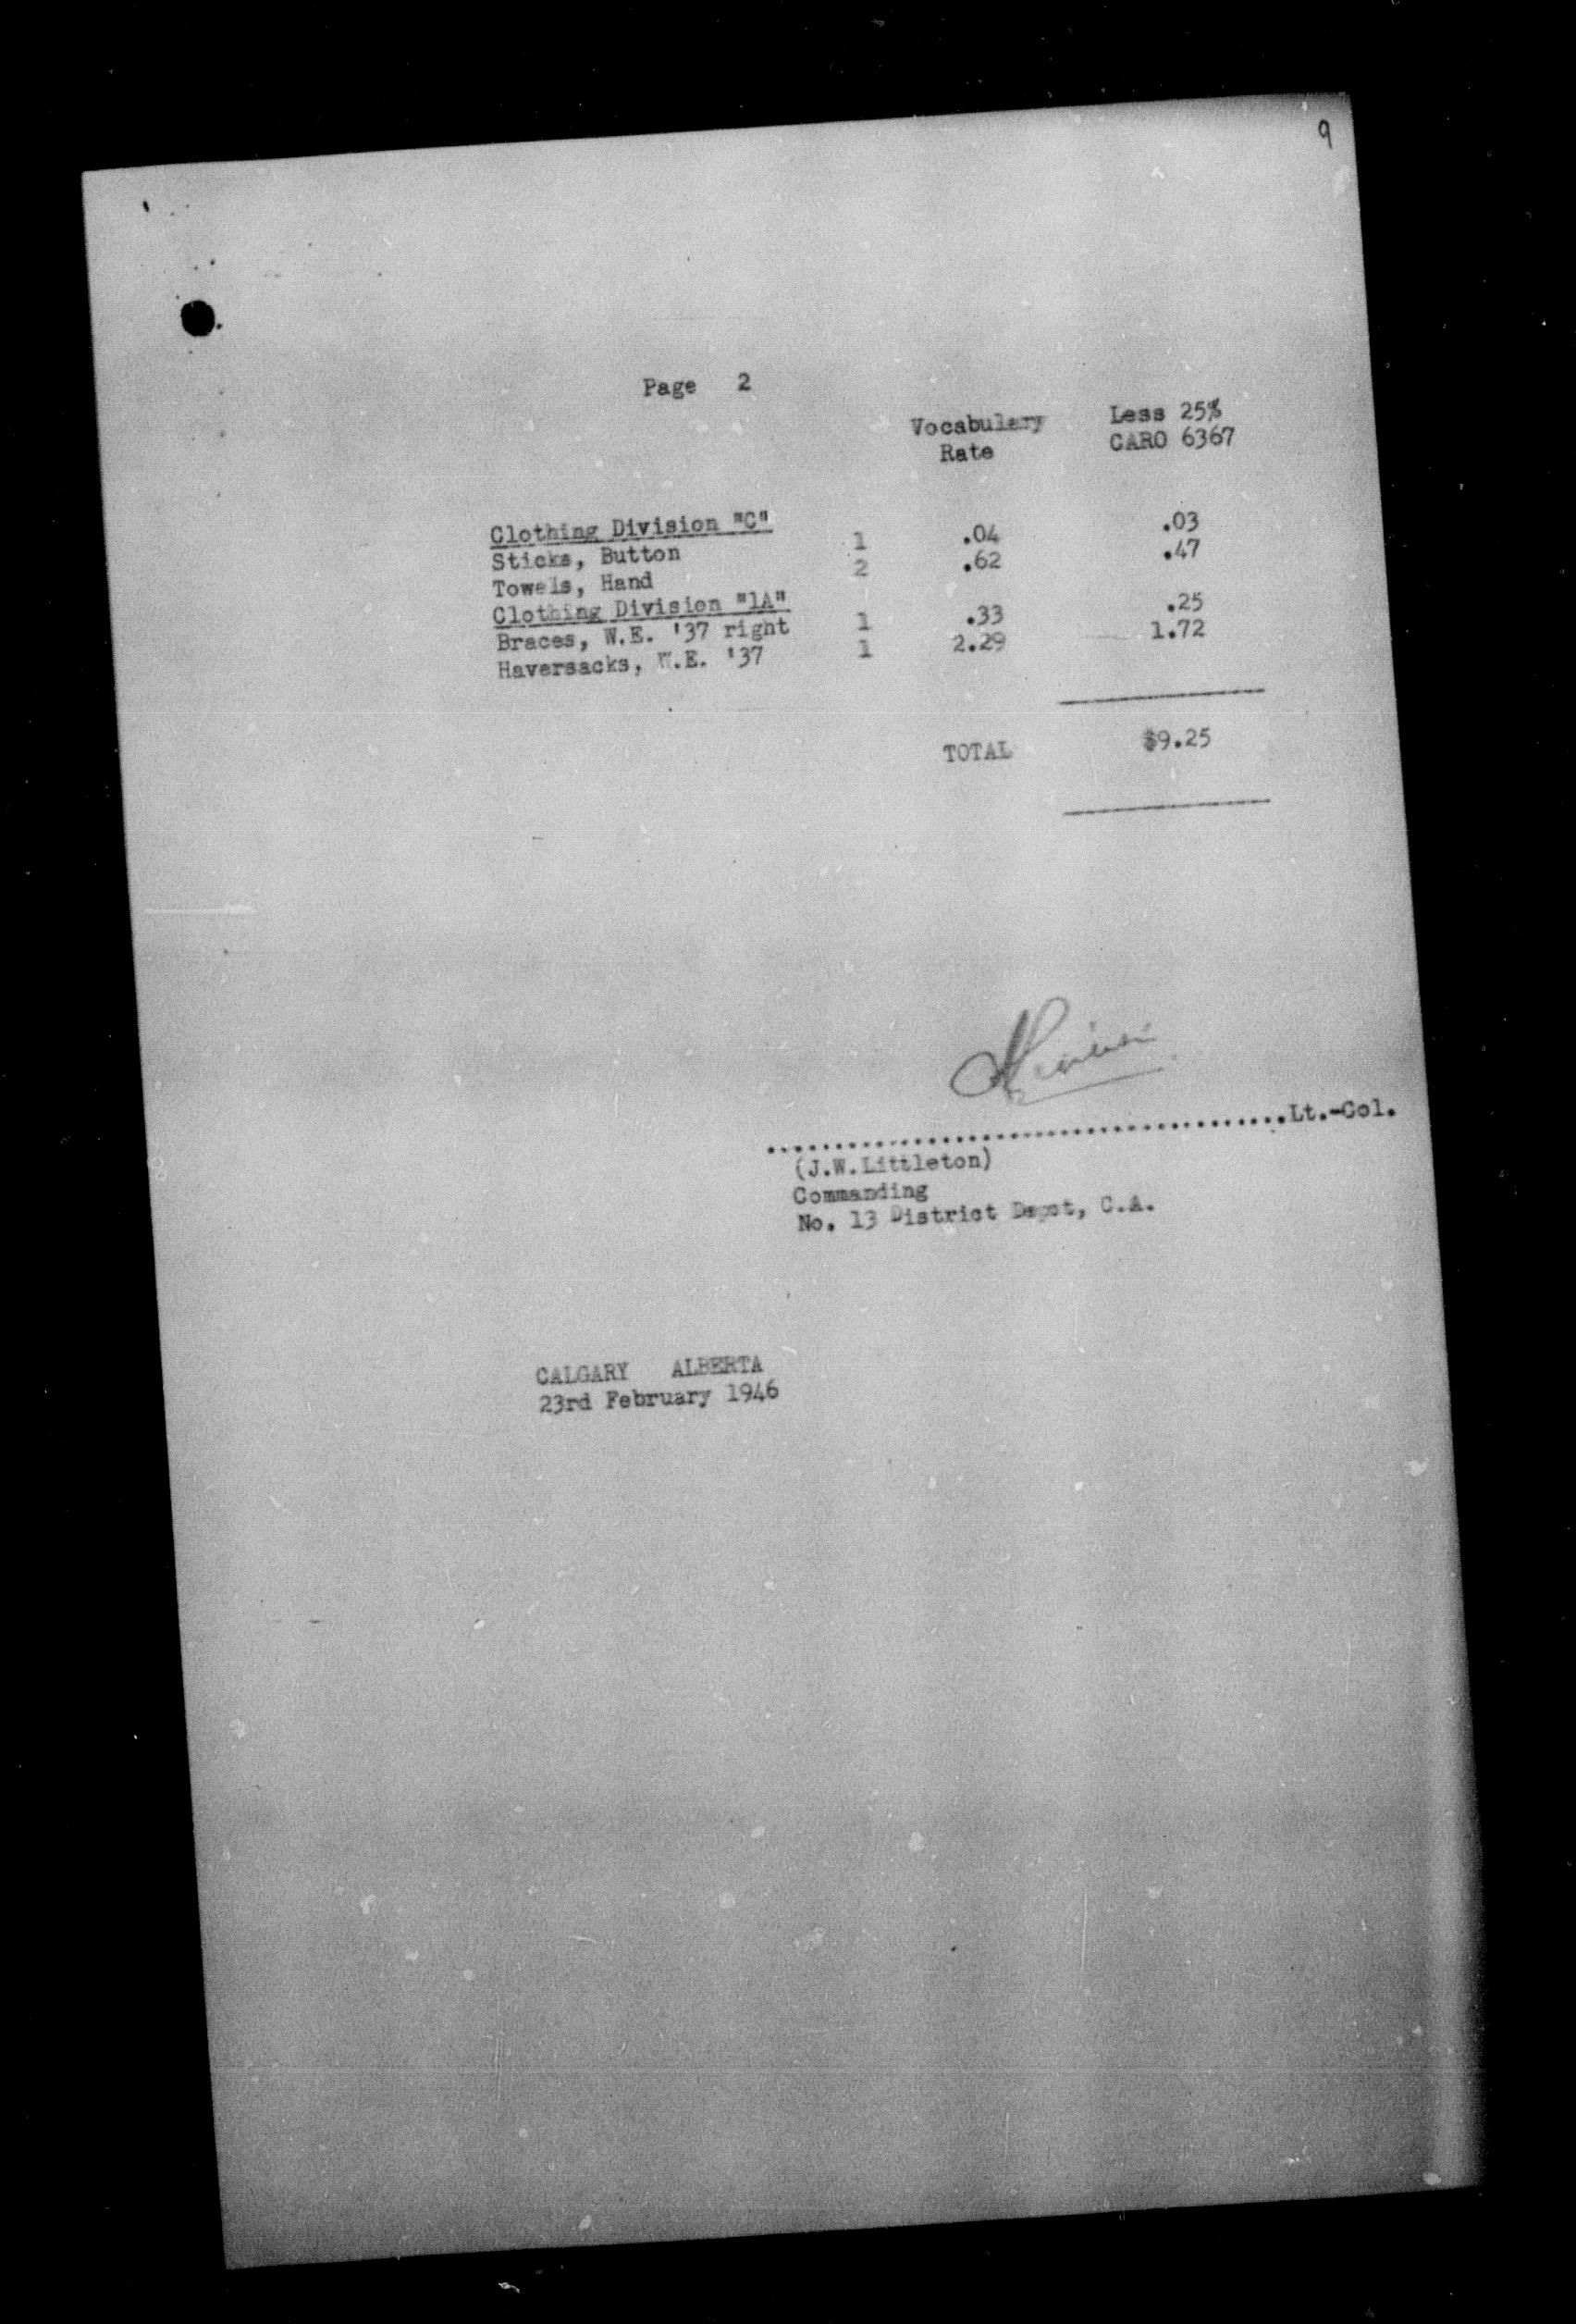 9
Page 2
Vocabulary Less 25%
Rate CARO 6367
Clothing Division "C"
Sticks, Button 1 .04 .03
Towels, Hand 2 .62 .47
Clothing Division "1A"
Braces, W.E. '37 right 1 .33 .25
Haversacks, W.E. '37 1 2.29 1.72
TOTAL $9.25
.......................................Lt.-Col.
(J.W.Littleton)
Commanding
No. 13 District Depot, C.A.
CALGARY ALBERTA
23rd February 1946